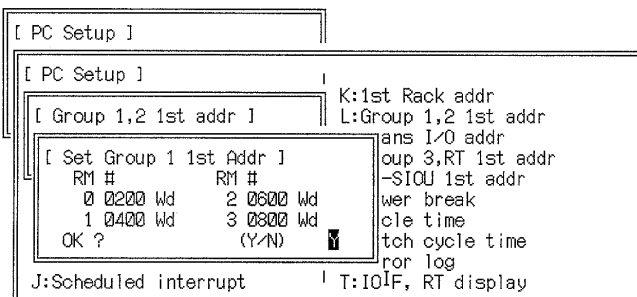 [ PC Setup ]
[ PC Setup ]
K:1st Rack addr
[ Group 1,2 1st addr ]
L:Group 1,2 1st addr
ans I/O addr
[ Set Group 1 1st Addr ]
oup 3,RT 1st addr
RM # RM #
-SIOU 1st addr
0 0200 Wd 2 0600 Wd
wer break
1 0400 Wd 3 0800 Wd
cle time
OK ? (Y/N) Y
tch cycle time
ror log
J:Scheduled interrupt
T:IOIF, RT display